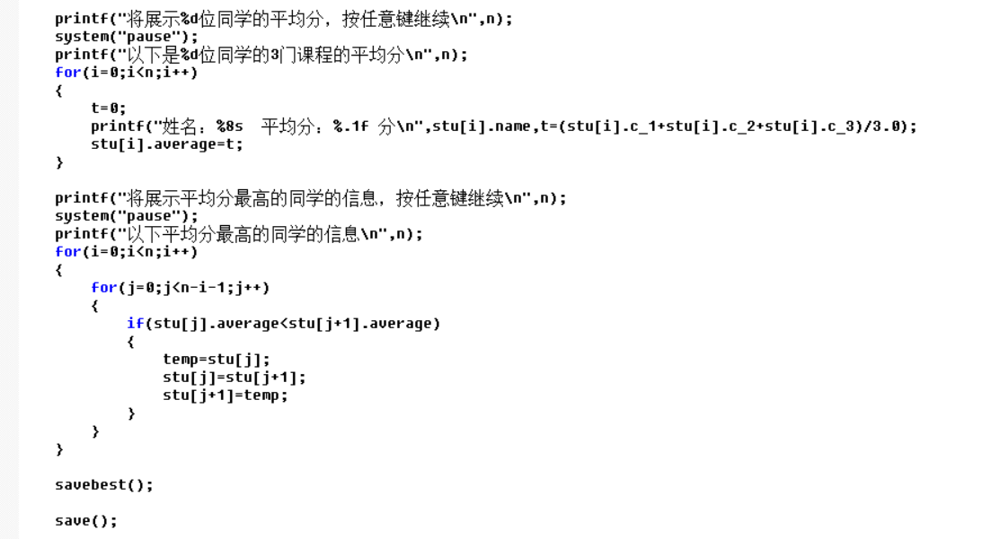 printf("将展示%d位同学的平均分，按任意键继续\n",n);
system("pause");
printf("以下是%d位同学的3门课程的平均分\n",n);
for(i=0;i<n;i++)
{
t=0;
printf("姓名：%8s  平均分：%.1f 分\n",stu[i].name,t=(stu[i].c_1+stu[i].c_2+stu[i].c_3)/3.0);
stu[i].average=t;
}
printf("将展示平均分最高的同学的信息，按任意键继续\n",n);
system("pause");
printf("以下平均分最高的同学的信息\n",n);
for(i=0;i<n;i++)
{
for(j=0;j<n-i-1;j++)
{
if(stu[j].average<stu[j+1].average)
{
temp=stu[j];
stu[j]=stu[j+1];
stu[j+1]=temp;
}
}
}
savebest();
save();